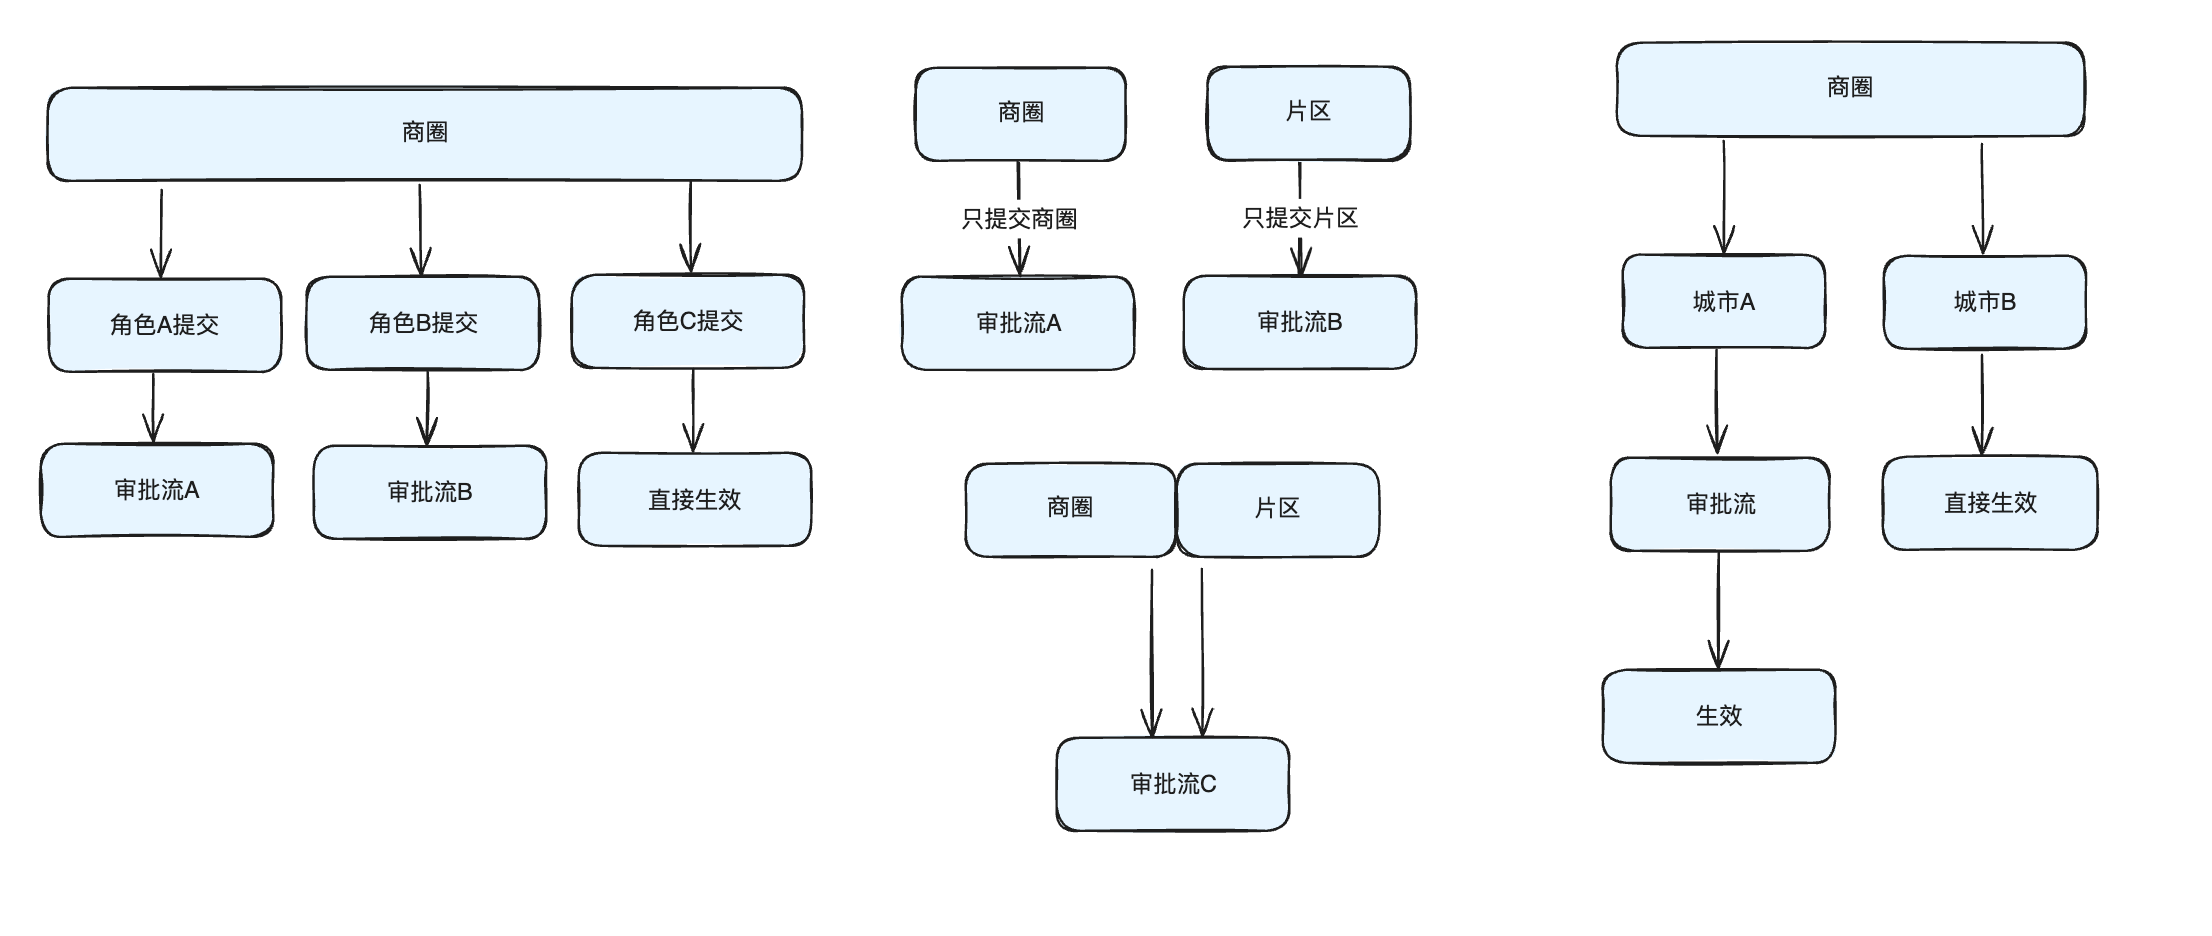 商圈
角色A提交
角色B提交
角色C提交
审批流A
审批流B
直接生效
商圈
片区
只提交商圈
只提交片区
审批流A
审批流B
商圈
片区
审批流C
商圈
城市A
城市B
审批流
直接生效
生效